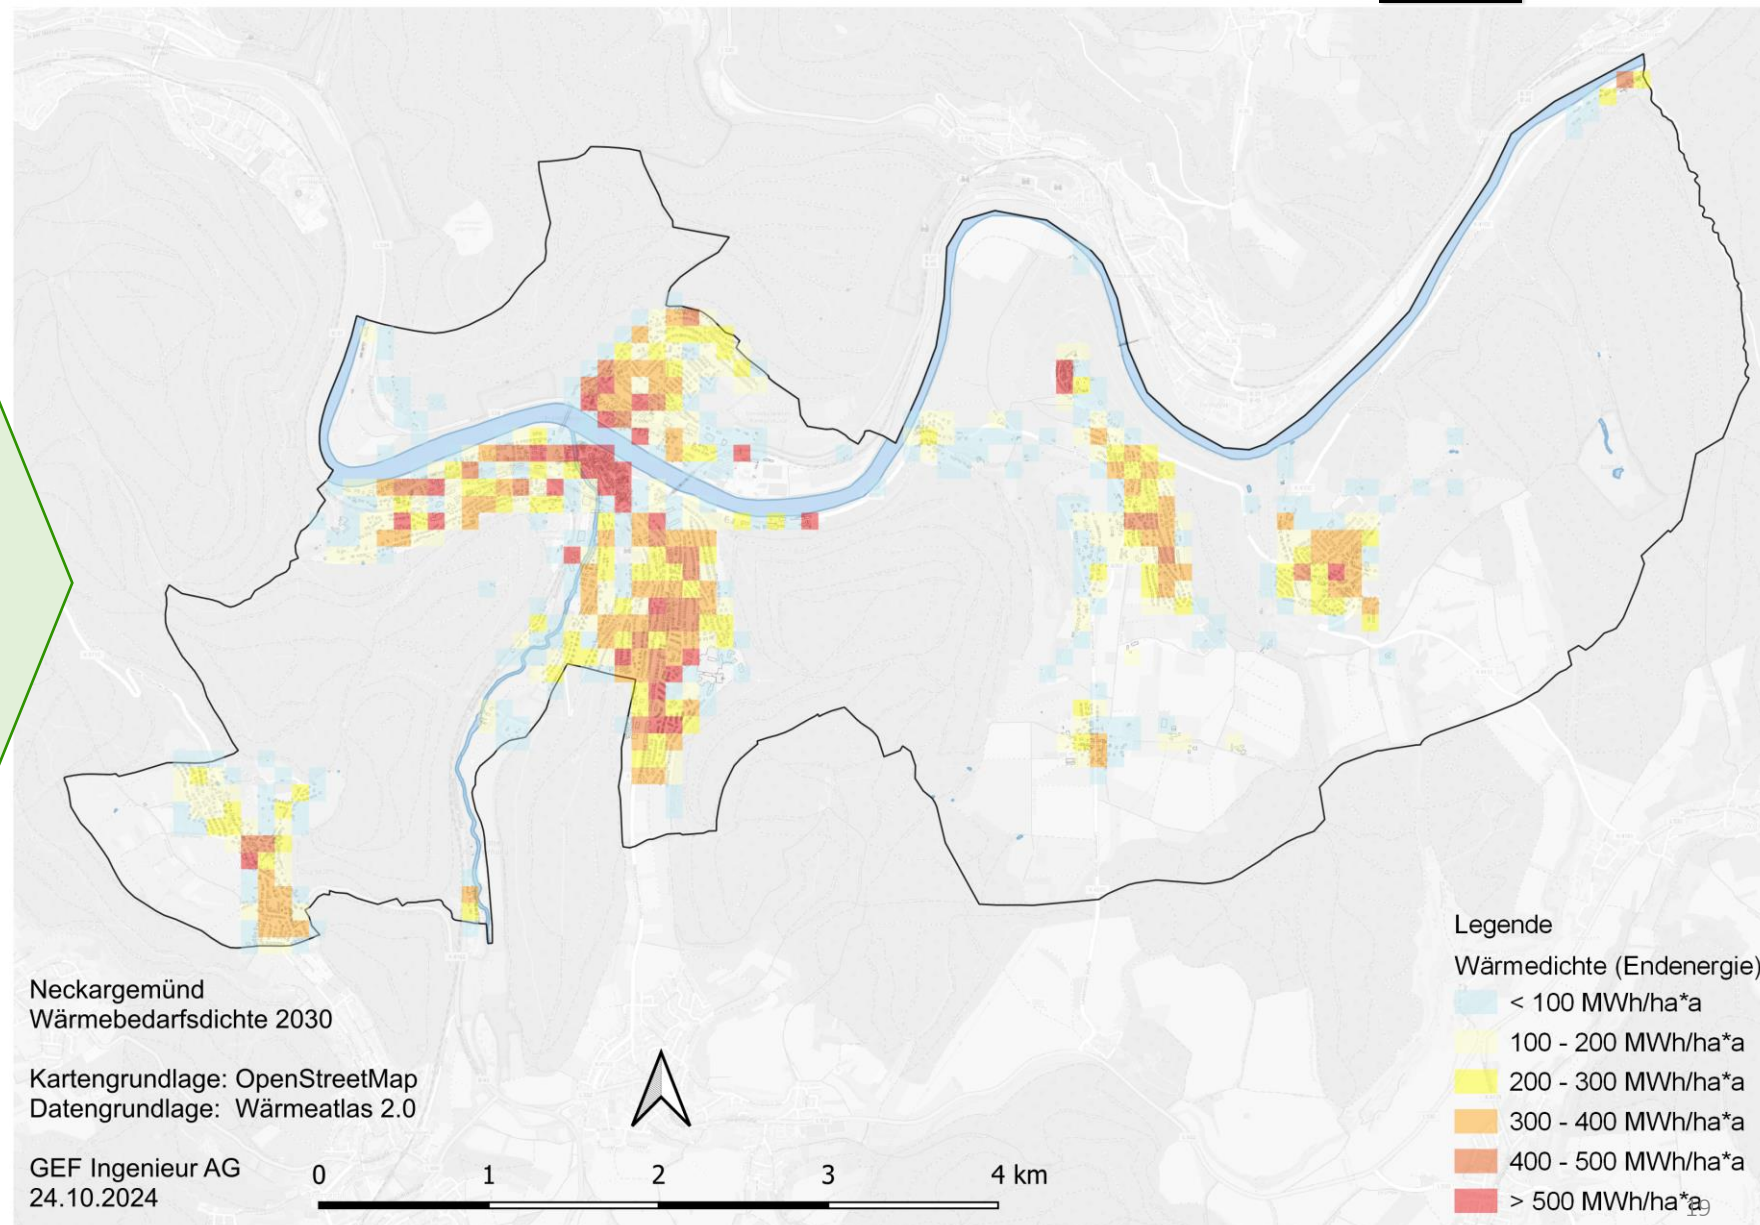 Neckargemünd
Wärmebedarfsdichte 2030
Kartengrundlage: OpenStreetMap
Datengrundlage: Wärmeatlas 2.0
GEF Ingenieur AG
24.10.2024
0 1 2 3 4 km
Legende
Wärmedichte (Endenergie)
< 100 MWh/ha*a
100 - 200 MWh/ha*a
200 - 300 MWh/ha*a
300 - 400 MWh/ha*a
400 - 500 MWh/ha*a
> 500 MWh/ha*a
19